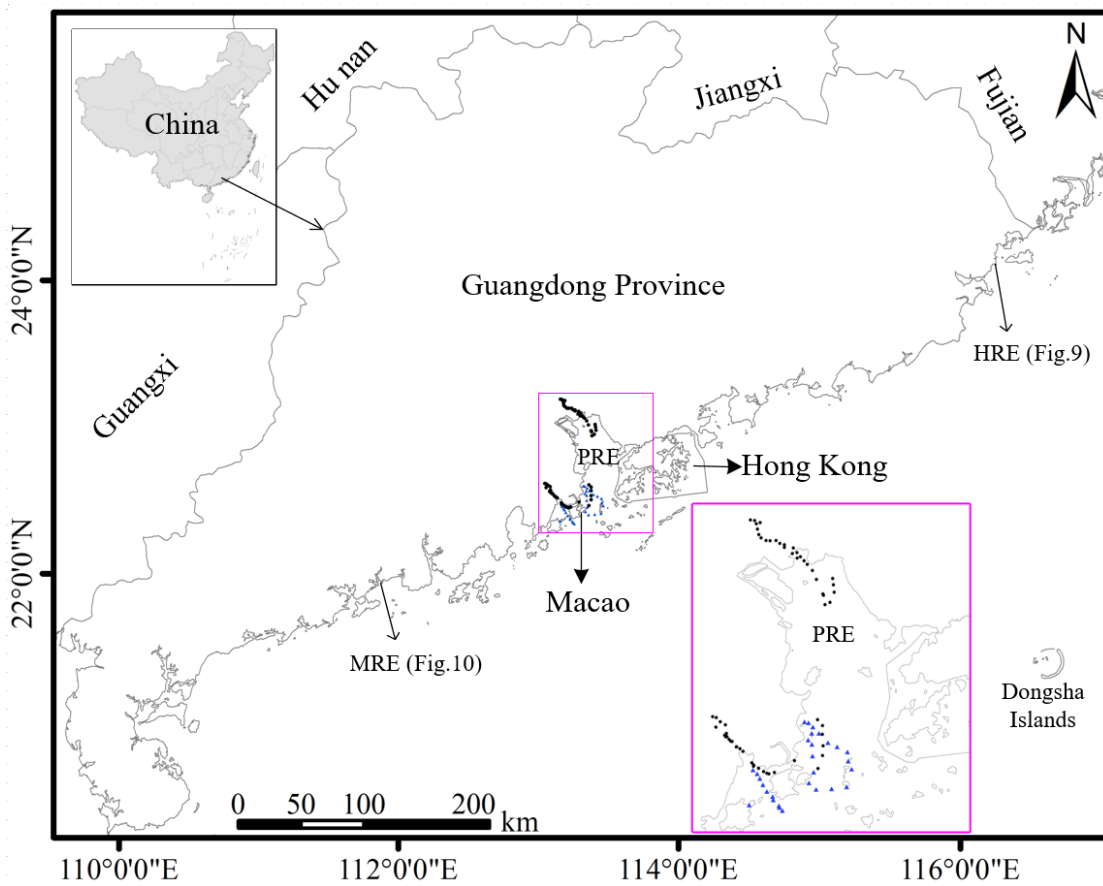 N
Hu nan
Jiangxi
Fujian
China
24°0'0"N
Guangdong Province
HRE (Fig.9)
Guangxi
PRE
Hong Kong
22°0'0"N
Macao
MRE (Fig.10)
PRE
Dongsha
Islands
0 50 100 200
km
110°0'0"E 112°0'0"E 114°0'0"E 116°0'0"E